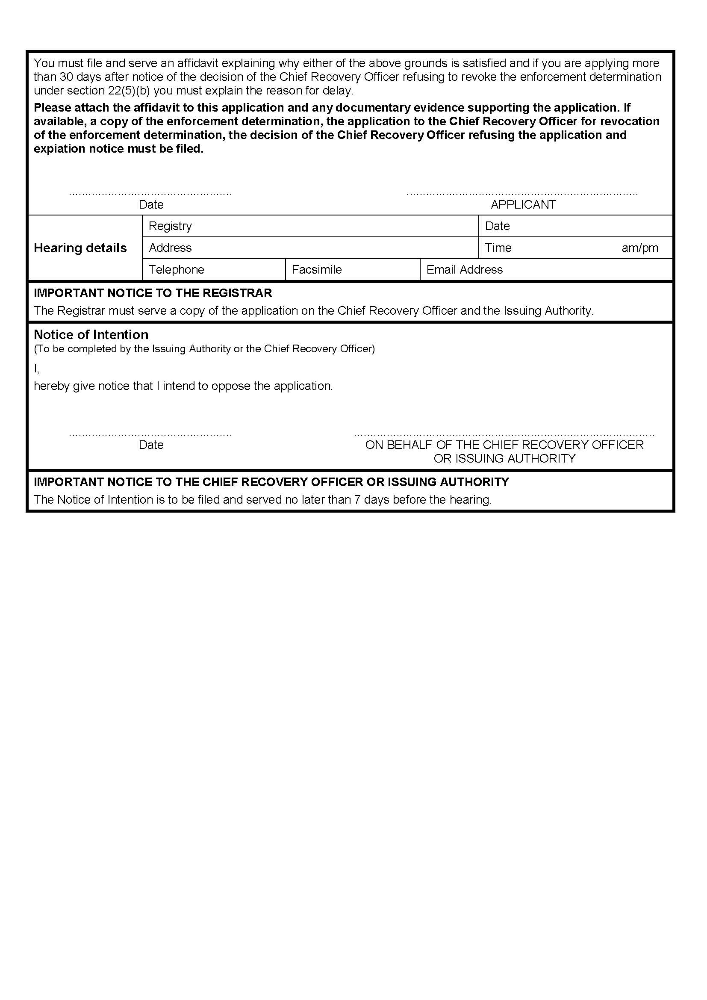 You must file and serve an affidavit explaining why either of the above grounds is satisfied and if you are applying more
than 30 days after notice of the decision of the Chief Recovery Officer refusing to revoke the enforcement determination
under section 22(5)(b) you must explain the reason for delay.
Please attach the affidavit to this application and any documentary evidence supporting the application. If
available, a copy of the enforcement determination, the application to the Chief Recovery Officer for revocation
of the enforcement determination, the decision of the Chief Recovery Officer refusing the application and
expiation notice must be filed.
Date
APPLICANT
Hearing details
Registry
Date
Address
Time am/pm
Telephone
Facsimile
Email Address
IMPORTANT NOTICE TO THE REGISTRAR
The Registrar must serve a copy of the application on the Chief Recovery Officer and the Issuing Authority.
Notice of Intention
(To be completed by the Issuing Authority or the Chief Recovery Officer)
I,
hereby give notice that I intend to oppose the application.
Date
ON BEHALF OF THE CHIEF RECOVERY OFFICER
OR ISSUING AUTHORITY
IMPORTANT NOTICE TO THE CHIEF RECOVERY OFFICER OR ISSUING AUTHORITY
The Notice of Intention is to be filed and served no later than 7 days before the hearing.